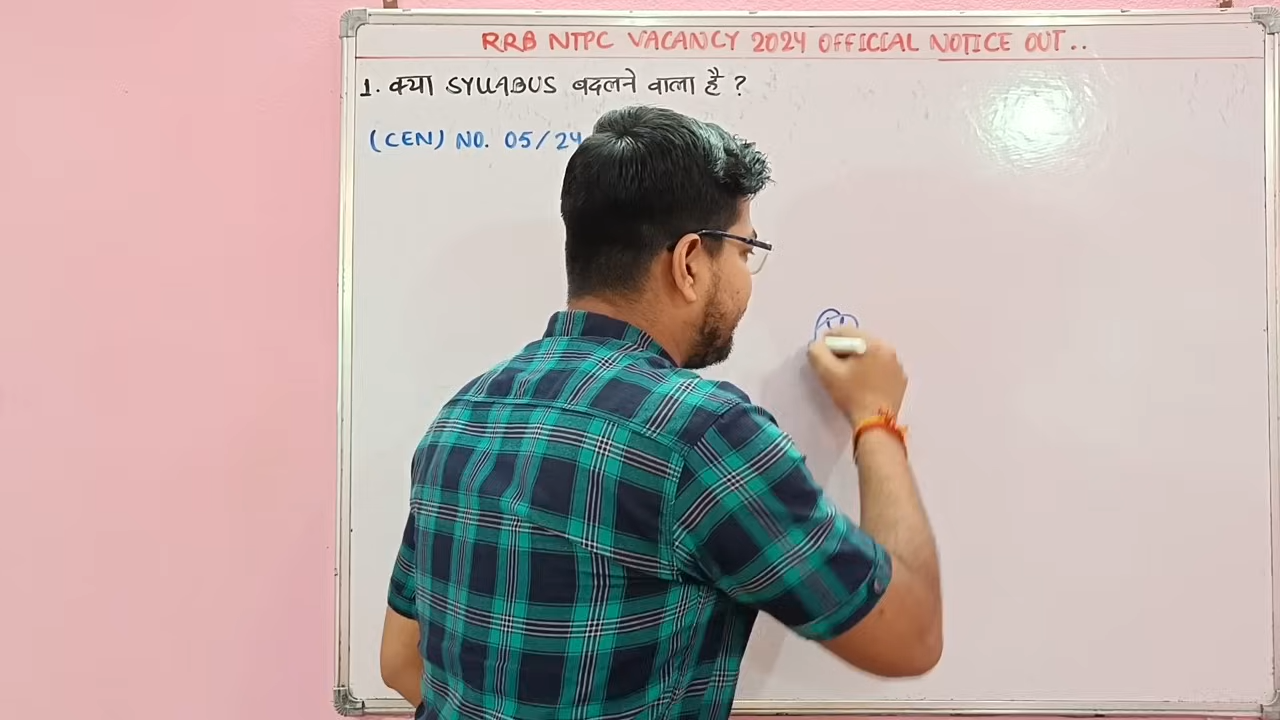 RRB NTPC VACANCY 2024 OFFICIAL NOTICE OUT..
1. क्या SYLLABUS बदलने वाला है ?
(CEN) NO. 05/24